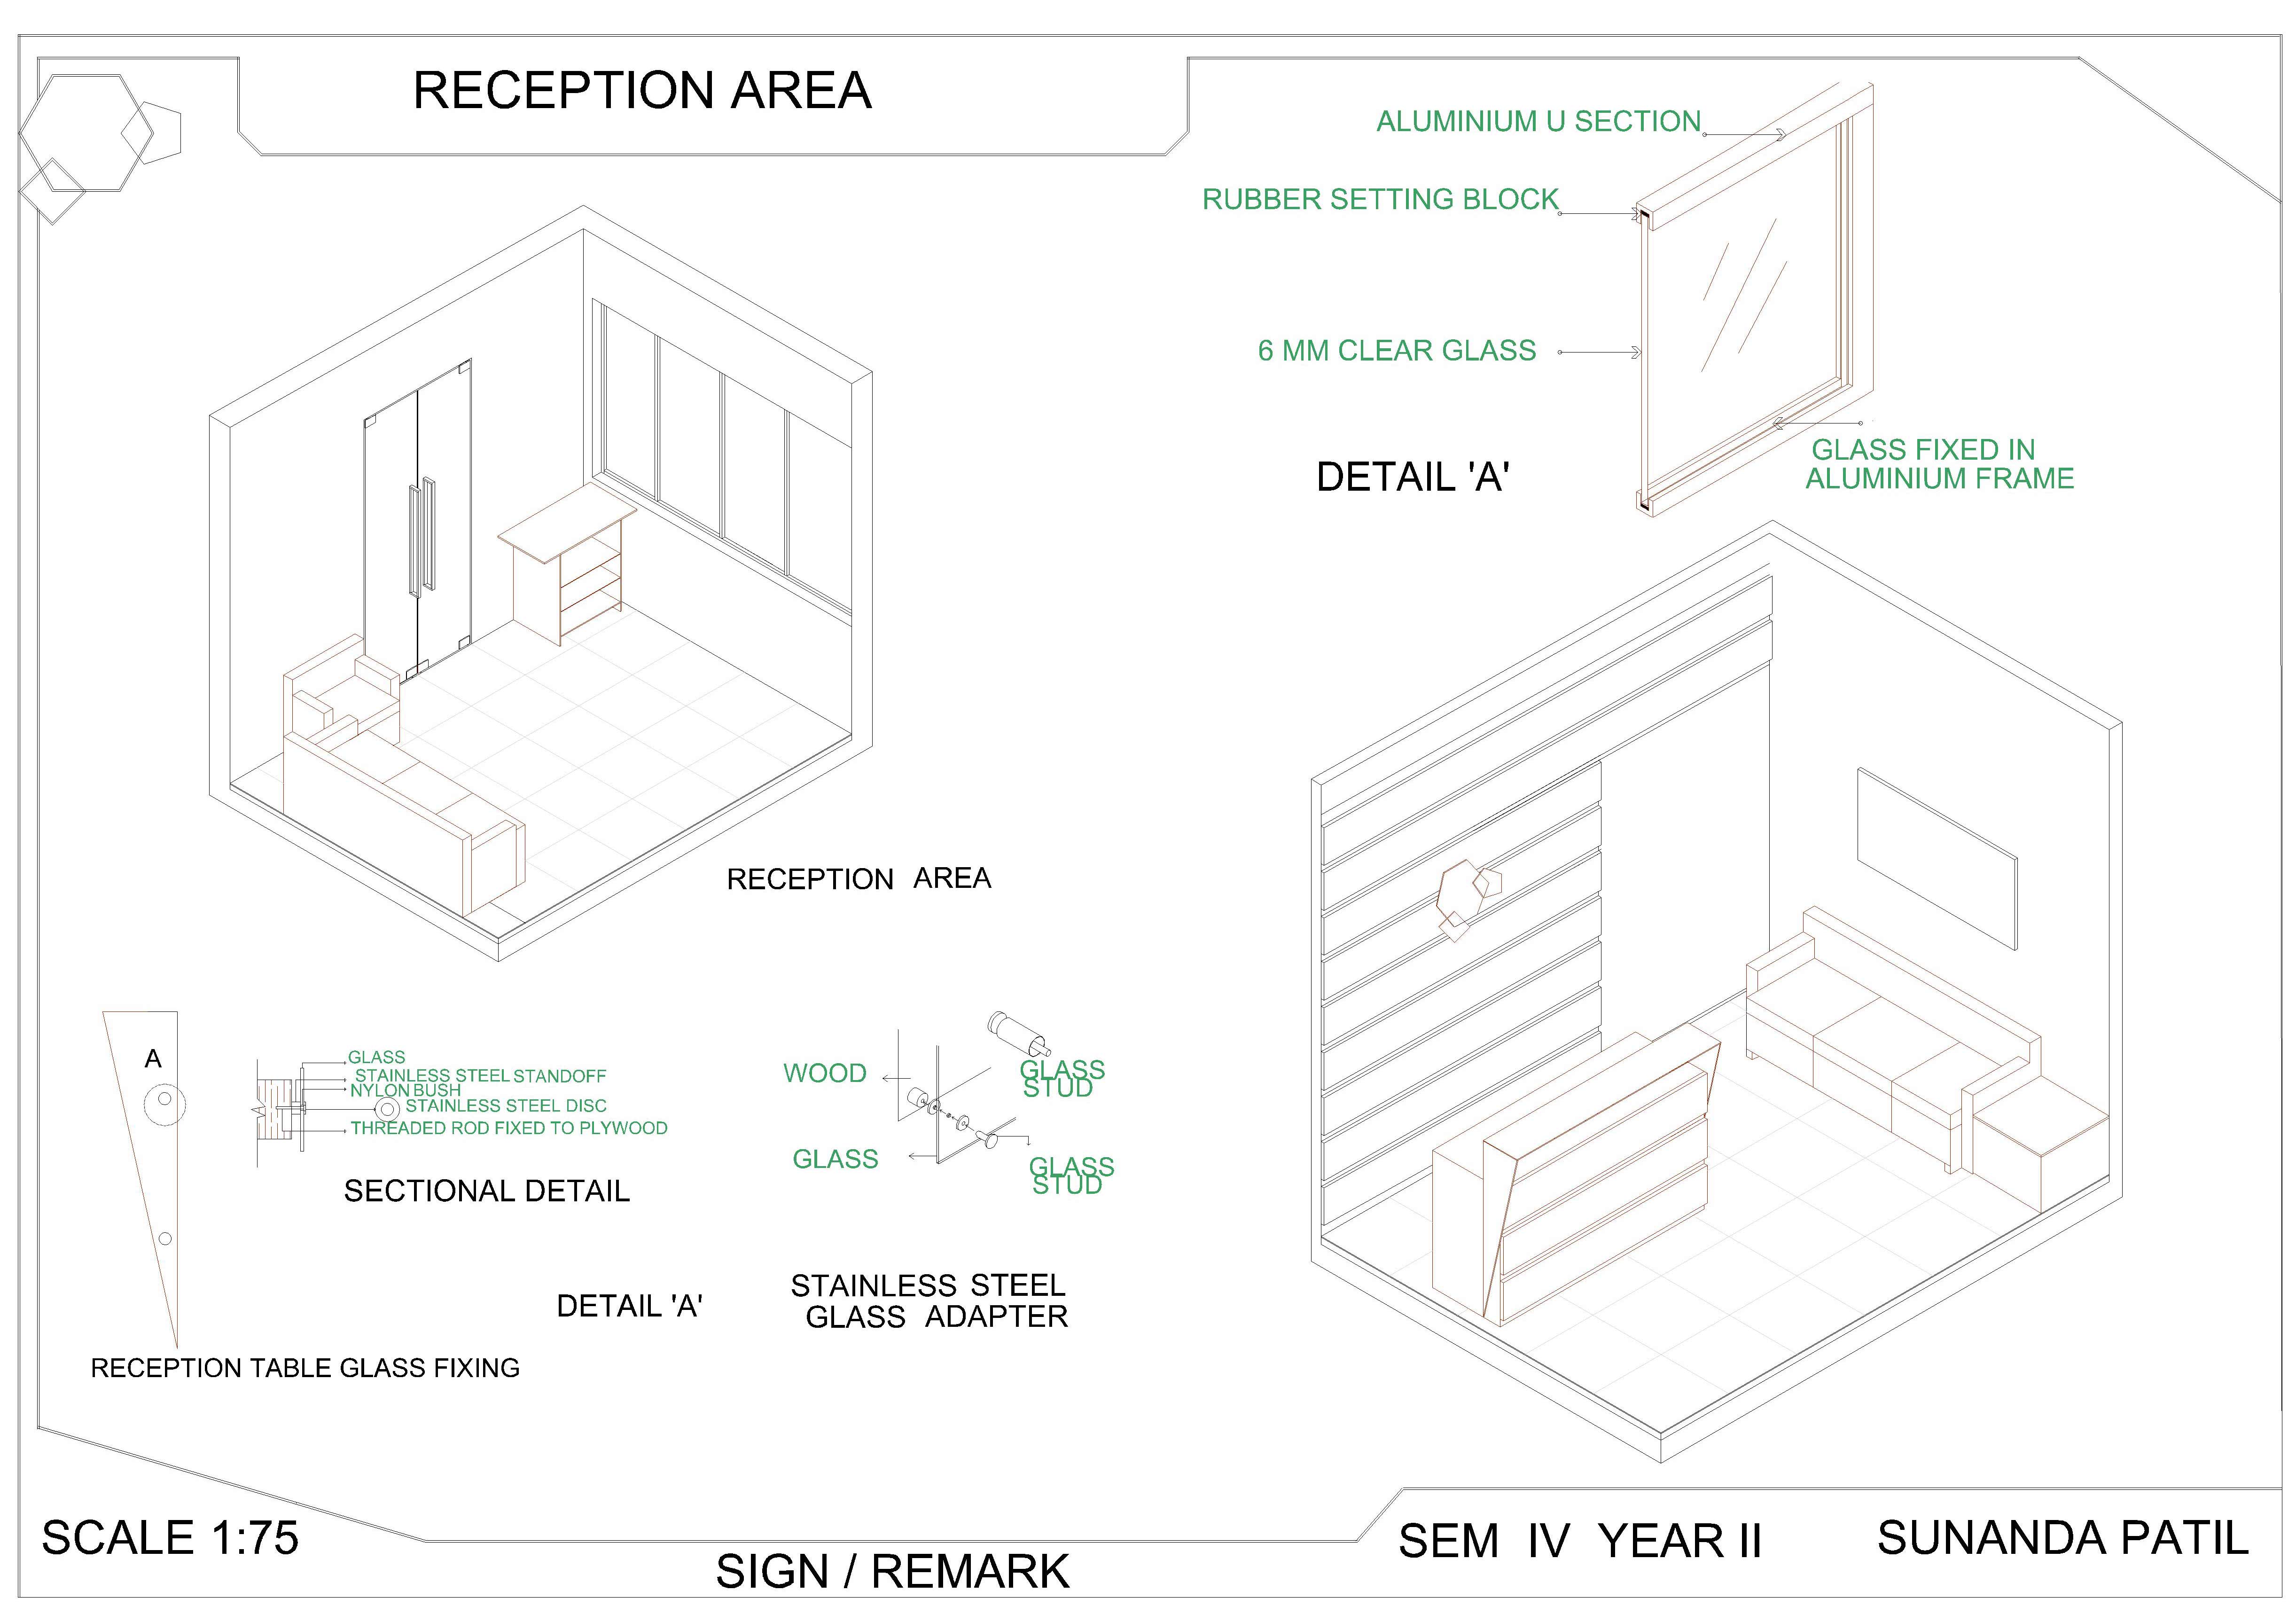 RECEPTION AREA
ALUMINIUM U SECTION
RUBBER SETTING BLOCK
6 MM CLEAR GLASS
GLASS FIXED IN
ALUMINIUM FRAME
DETAIL 'A'
RECEPTION AREA
A
GLASS
STAINLESS STEEL STANDOFF
NYLON BUSH
STAINLESS STEEL DISC
THREADED ROD FIXED TO PLYWOOD
SECTIONAL DETAIL
DETAIL 'A'
RECEPTION TABLE GLASS FIXING
WOOD
GLASS
STUD
GLASS
GLASS
STUD
STAINLESS STEEL
GLASS ADAPTER
SCALE 1:75
SIGN / REMARK
SEM IV YEAR II
SUNANDA PATIL